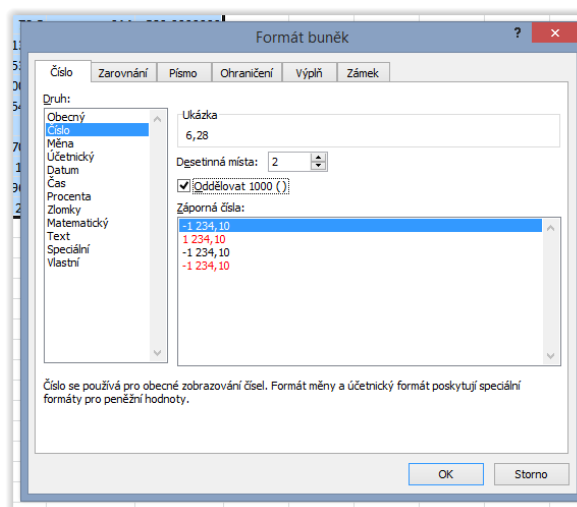 Formát buněk
?
Číslo Zarovnání Písmo Ohraničení Výplň Zámek
Druh:
Obecný
Číslo
Měna
Účetnický
Datum
Čas
Procenta
Zlomky
Matematický
Text
Speciální
Vlastní
Ukázka
6,28
Desetinná místa: 2
Oddělovat 1000 ( )
Záporná čísla:
-1 234,10
1 234,10
-1 234,10
-1 234,10
Číslo se používá pro obecné zobrazování čísel. Formát měny a účetnický formát poskytují speciální
formáty pro peněžní hodnoty.
OK Storno